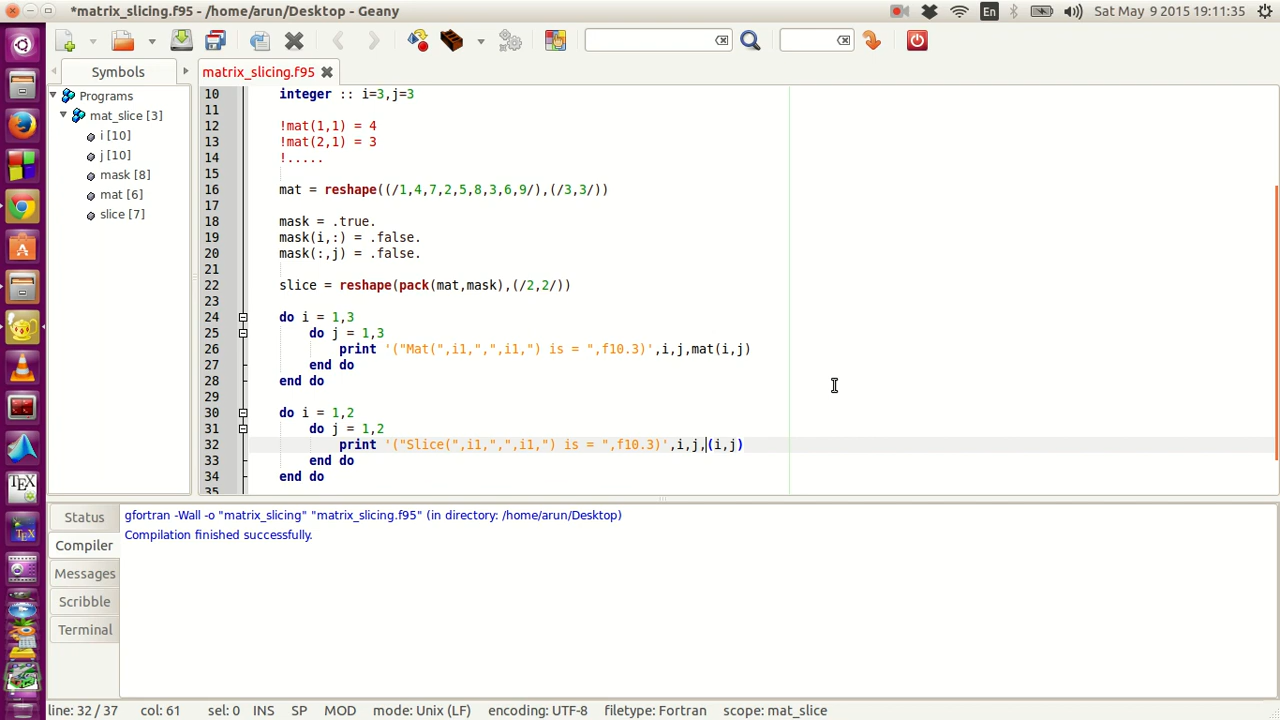 *matrix_slicing.f95 - /home/arun/Desktop - Geany
En
Sat May 9 2015 19:11:35
Symbols
matrix_slicing.f95
Programs
mat_slice [3]
i [10]
j [10]
mask [8]
mat [6]
slice [7]
10 integer :: i=3,j=3
11
12 !mat(1,1) = 4
13 !mat(2,1) = 3
14 !.....
15
16 mat = reshape((/1,4,7,2,5,8,3,6,9/),(/3,3/))
17
18 mask = .true.
19 mask(i,:) = .false.
20 mask(:,j) = .false.
21
22 slice = reshape(pack(mat,mask),(/2,2/))
23
24 do i = 1,3
25 do j = 1,3
26 print '("Mat(",i1,",",i1,") is = ",f10.3)',i,j,mat(i,j)
27 end do
28 end do
29
30 do i = 1,2
31 do j = 1,2
32 print '("Slice(",i1,",",i1,") is = ",f10.3)',i,j,(i,j)
33 end do
34 end do
35
Status
Compiler
Messages
Scribble
Terminal
gfortran -Wall -o "matrix_slicing" "matrix_slicing.f95" (in directory: /home/arun/Desktop)
Compilation finished successfully.
line: 32 / 37 col: 61 sel: 0 INS SP MOD mode: Unix (LF) encoding: UTF-8 filetype: Fortran scope: mat_slice